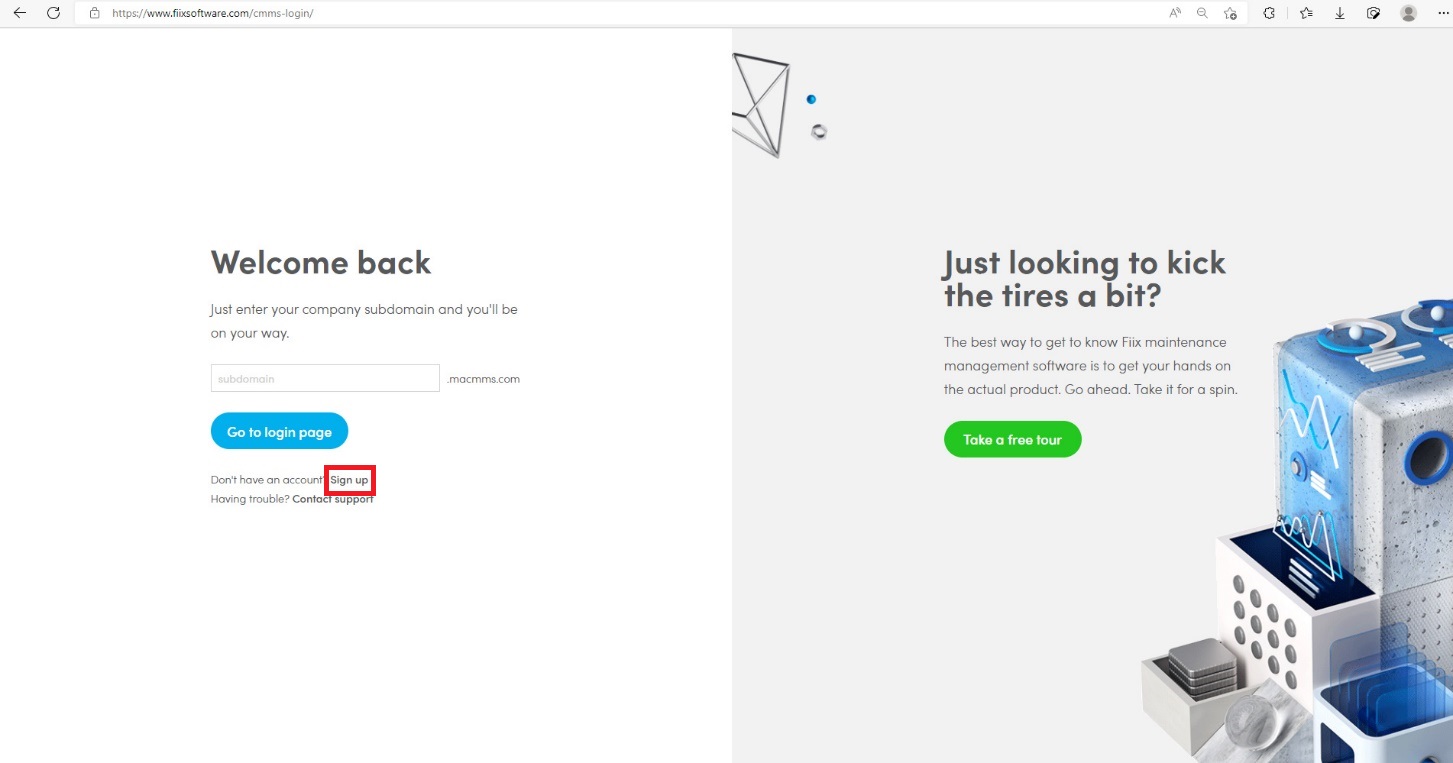 https://www.fiixsoftware.com/cmms-login/
Welcome back
Just enter your company subdomain and you'll be
on your way.
subdomain .macmms.com
Go to login page
Don't have an account? Sign up
Having trouble? Contact support
Just looking to kick
the tires a bit?
The best way to get to know Fiix maintenance
management software is to get your hands on
the actual product. Go ahead. Take it for a spin.
Take a free tour